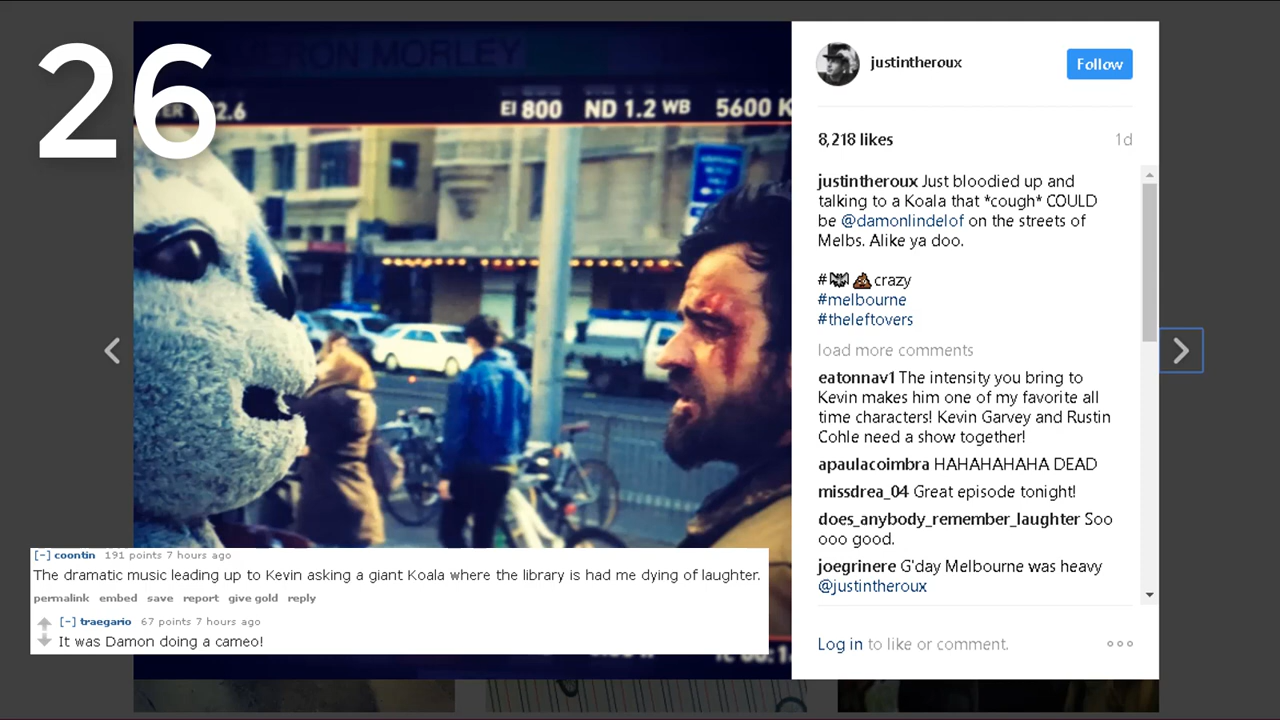 26
RON MORLEY
2.6
EI 800 ND 1.2 WB 5600 K
justintheroux
Follow
8,218 likes
1d
justintheroux Just bloodied up and
talking to a Koala that *cough* COULD
be @damonlindelof on the streets of
Melbs. Alike ya doo.
#🦇💩crazy
#melbourne
#theleftovers
load more comments
eatonnav1 The intensity you bring to
Kevin makes him one of my favorite all
time characters! Kevin Garvey and Rustin
Cohle need a show together!
apaulacoimbra HAHAHAHAHA DEAD
missdrea_04 Great episode tonight!
does_anybody_remember_laughter Soo
ooo good.
joegrinere G'day Melbourne was heavy
@justintheroux
Log in to like or comment.
[-] coontin 191 points 7 hours ago
The dramatic music leading up to Kevin asking a giant Koala where the library is had me dying of laughter.
permalink embed save report give gold reply
[-] traegario 67 points 7 hours ago
It was Damon doing a cameo!